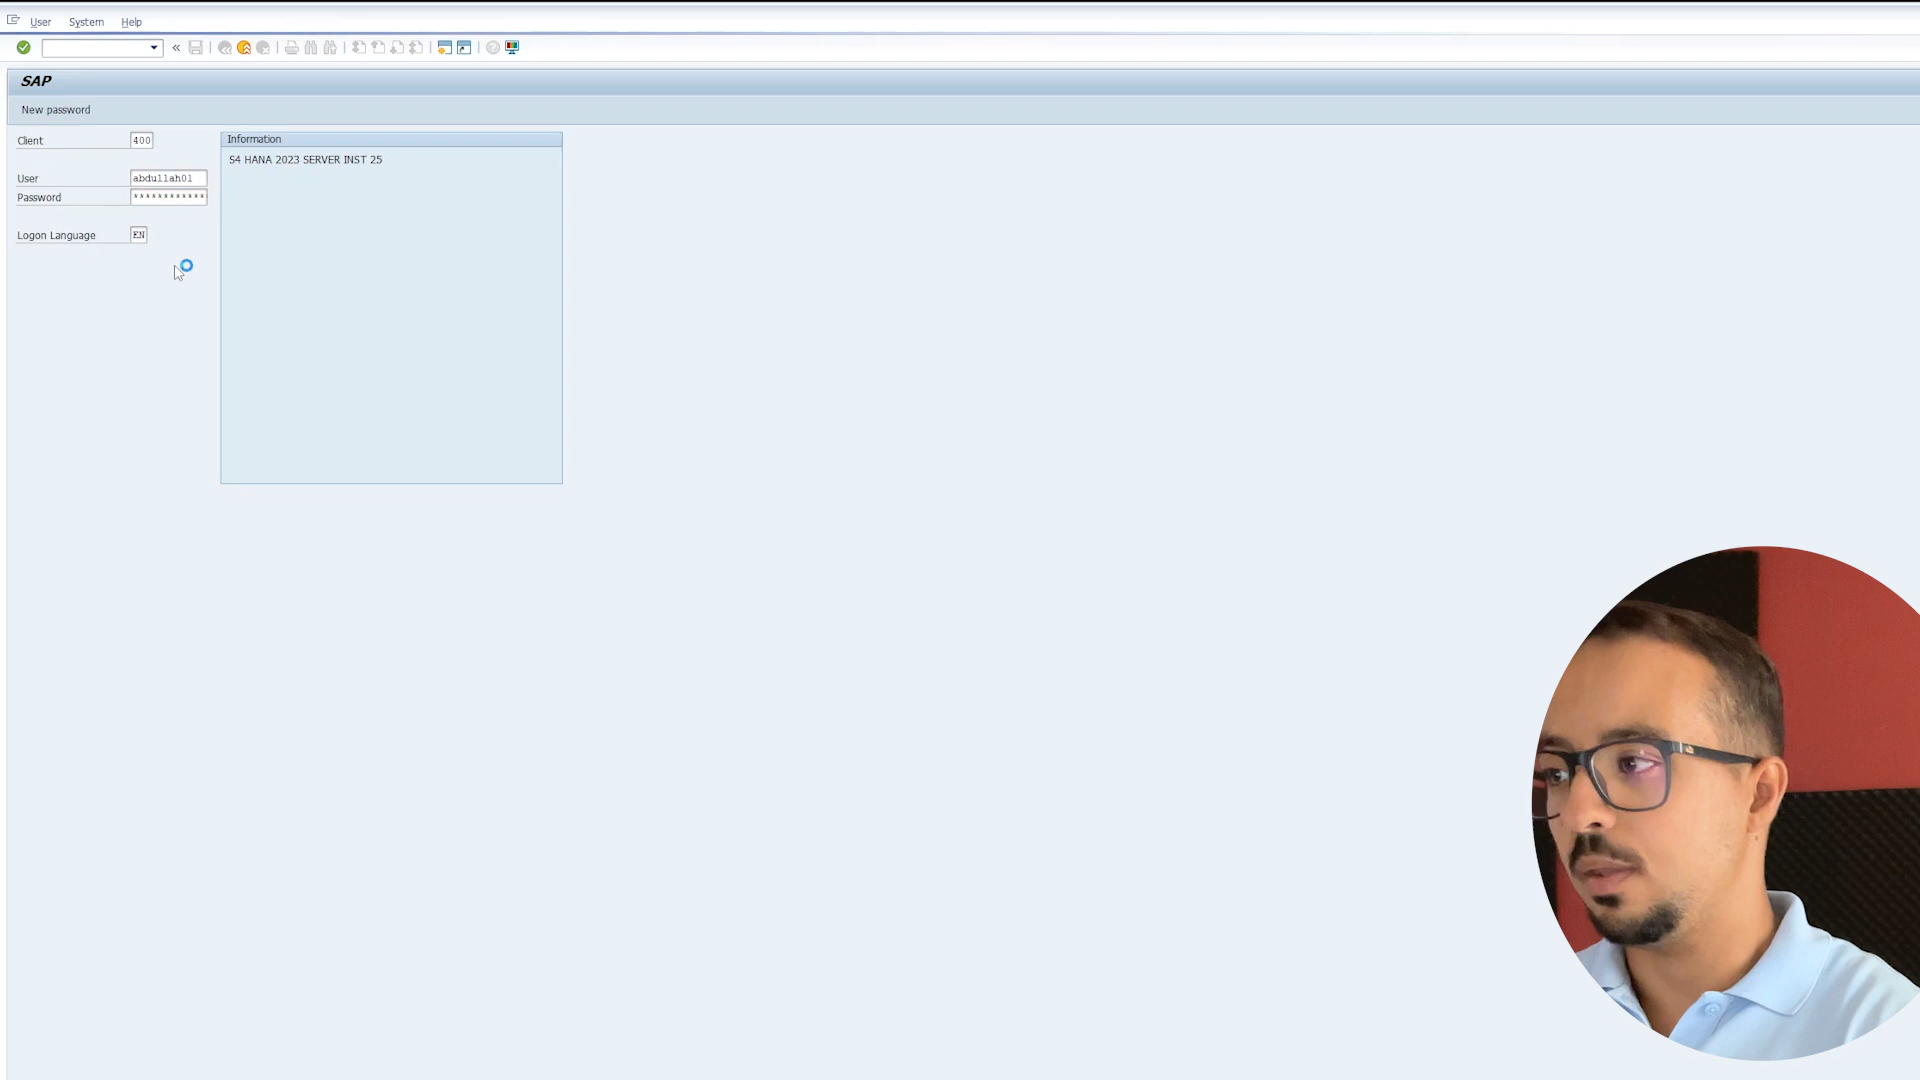 User System Help
SAP
New password
Client 400
User abdullah01
Password ************
Logon Language EN
Information
S4 HANA 2023 SERVER INST 25